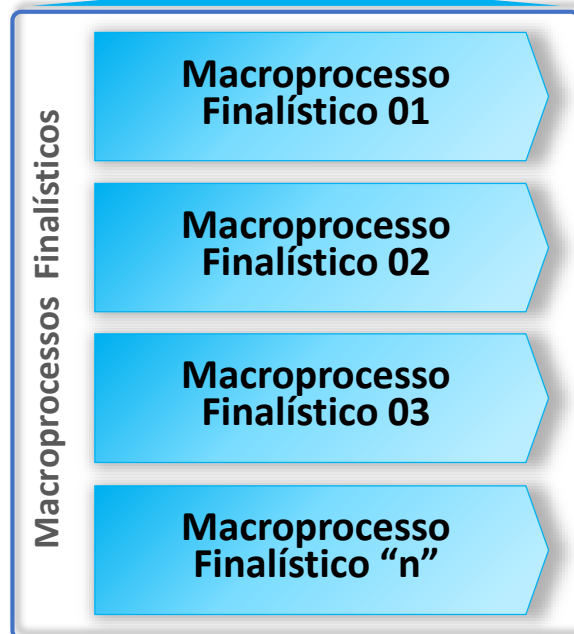 Macroprocessos Finalísticos
Macroprocesso
Finalístico 01
Macroprocesso
Finalístico 02
Macroprocesso
Finalístico 03
Macroprocesso
Finalístico “n”